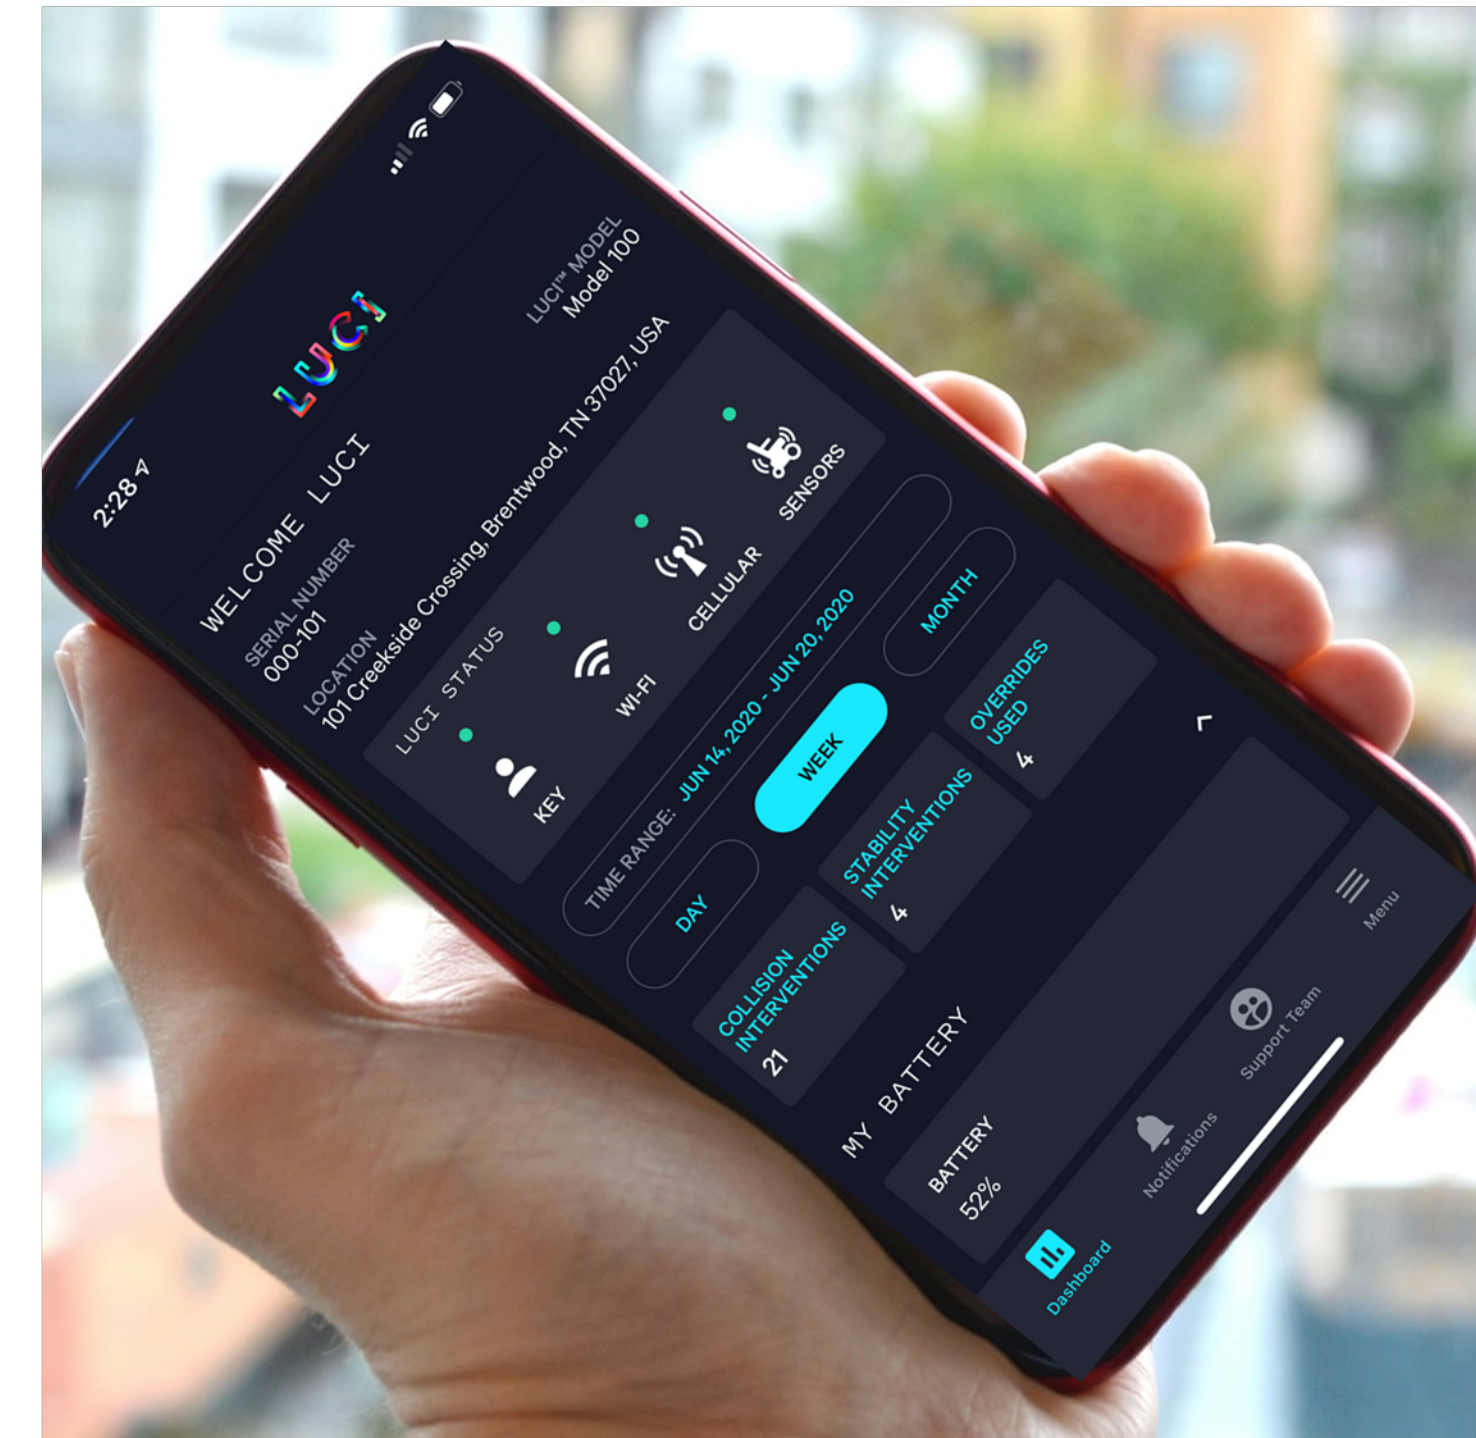 2:28
LUCI
WELCOME LUCI
SERIAL NUMBER
000-101
LUCI™ MODEL
Model 100
LOCATION
101 Creekside Crossing, Brentwood, TN 37027, USA
LUCI STATUS
KEY
WI-FI
CELLULAR
SENSORS
TIME RANGE: JUN 14, 2020 - JUN 20, 2020
DAY
WEEK
MONTH
COLLISION
INTERVENTIONS
21
STABILITY
INTERVENTIONS
4
OVERRIDES
USED
4
MY BATTERY
BATTERY
52%
Dashboard
Notifications
Support Team
Menu